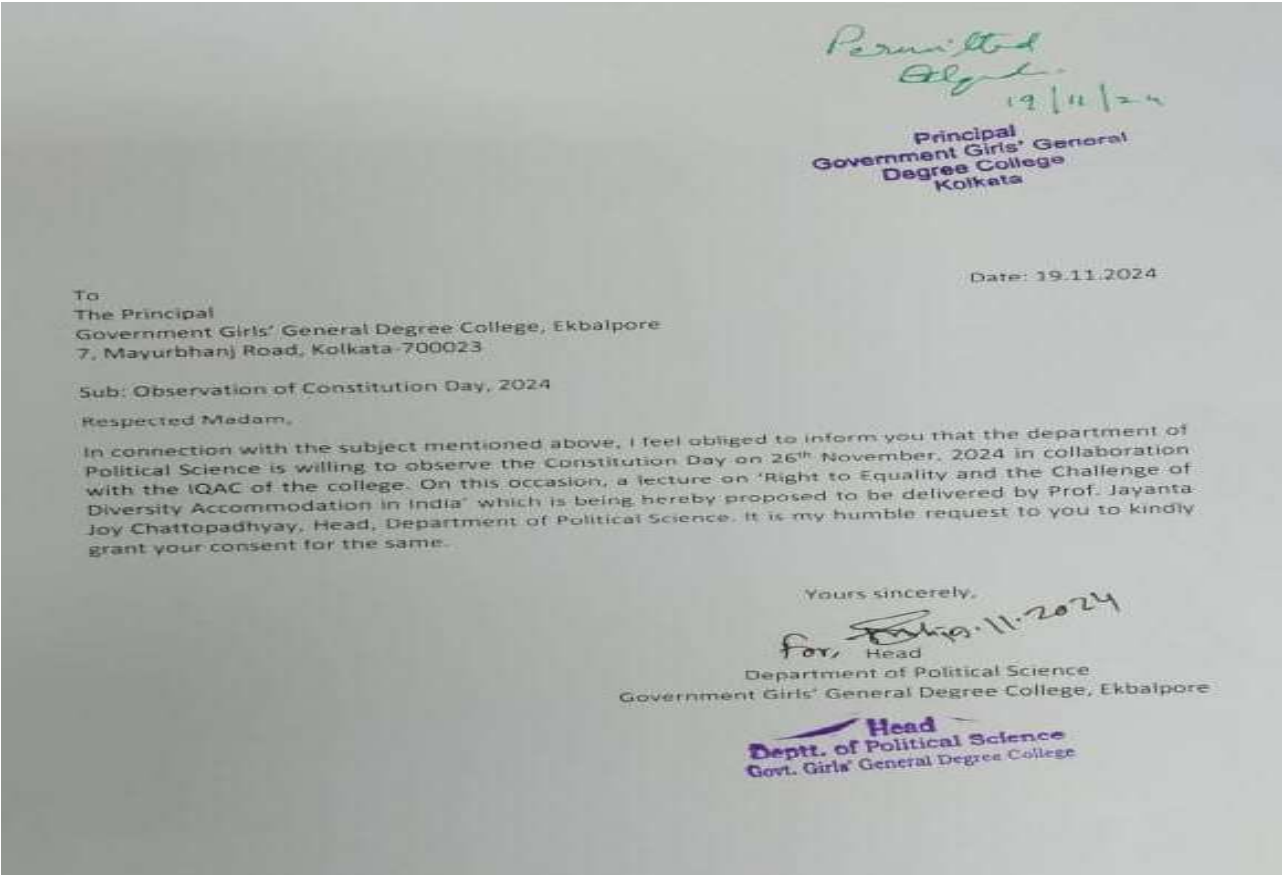 Permitted
19/11/24
Principal
Government Girls' General
Degree College
Kolkata
Date: 19.11.2024
To
The Principal
Government Girls' General Degree College, Ekbalpore
7, Mayurbhanj Road, Kolkata-700023
Sub: Observation of Constitution Day, 2024
Respected Madam,
In connection with the subject mentioned above, I feel obliged to inform you that the department of
Political Science is willing to observe the Constitution Day on 26th November, 2024 in collaboration
with the IQAC of the college. On this occasion, a lecture on 'Right to Equality and the Challenge of
Diversity Accommodation in India' which is being hereby proposed to be delivered by Prof. Jayanta
Joy Chattopadhyay, Head, Department of Political Science. It is my humble request to you to kindly
grant your consent for the same.
Yours sincerely,
for, 11.2024
Head
Department of Political Science
Government Girls' General Degree College, Ekbalpore
Head
Deptt. of Political Science
Govt. Girls' General Degree College